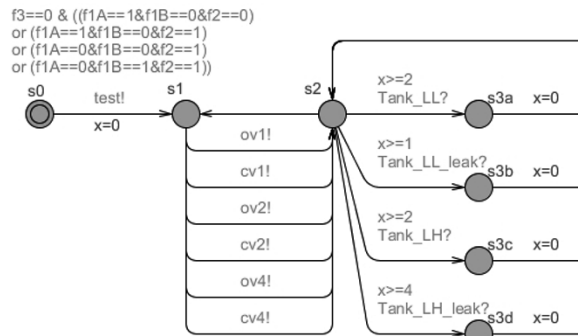 f3==0 & ((f1A==1&f1B==0&f2==0)
or (f1A==1&f1B==0&f2==1)
or (f1A==0&f1B==0&f2==1)
or (f1A==0&f1B==1&f2==1))
s0
test!
x=0
s1
s2
ov1!
cv1!
ov2!
cv2!
ov4!
cv4!
x>=2
Tank_LL?
s3a
x=0
x>=1
Tank_LL_leak?
s3b
x=0
x>=2
Tank_LH?
s3c
x=0
x>=4
Tank_LH_leak?
s3d
x=0